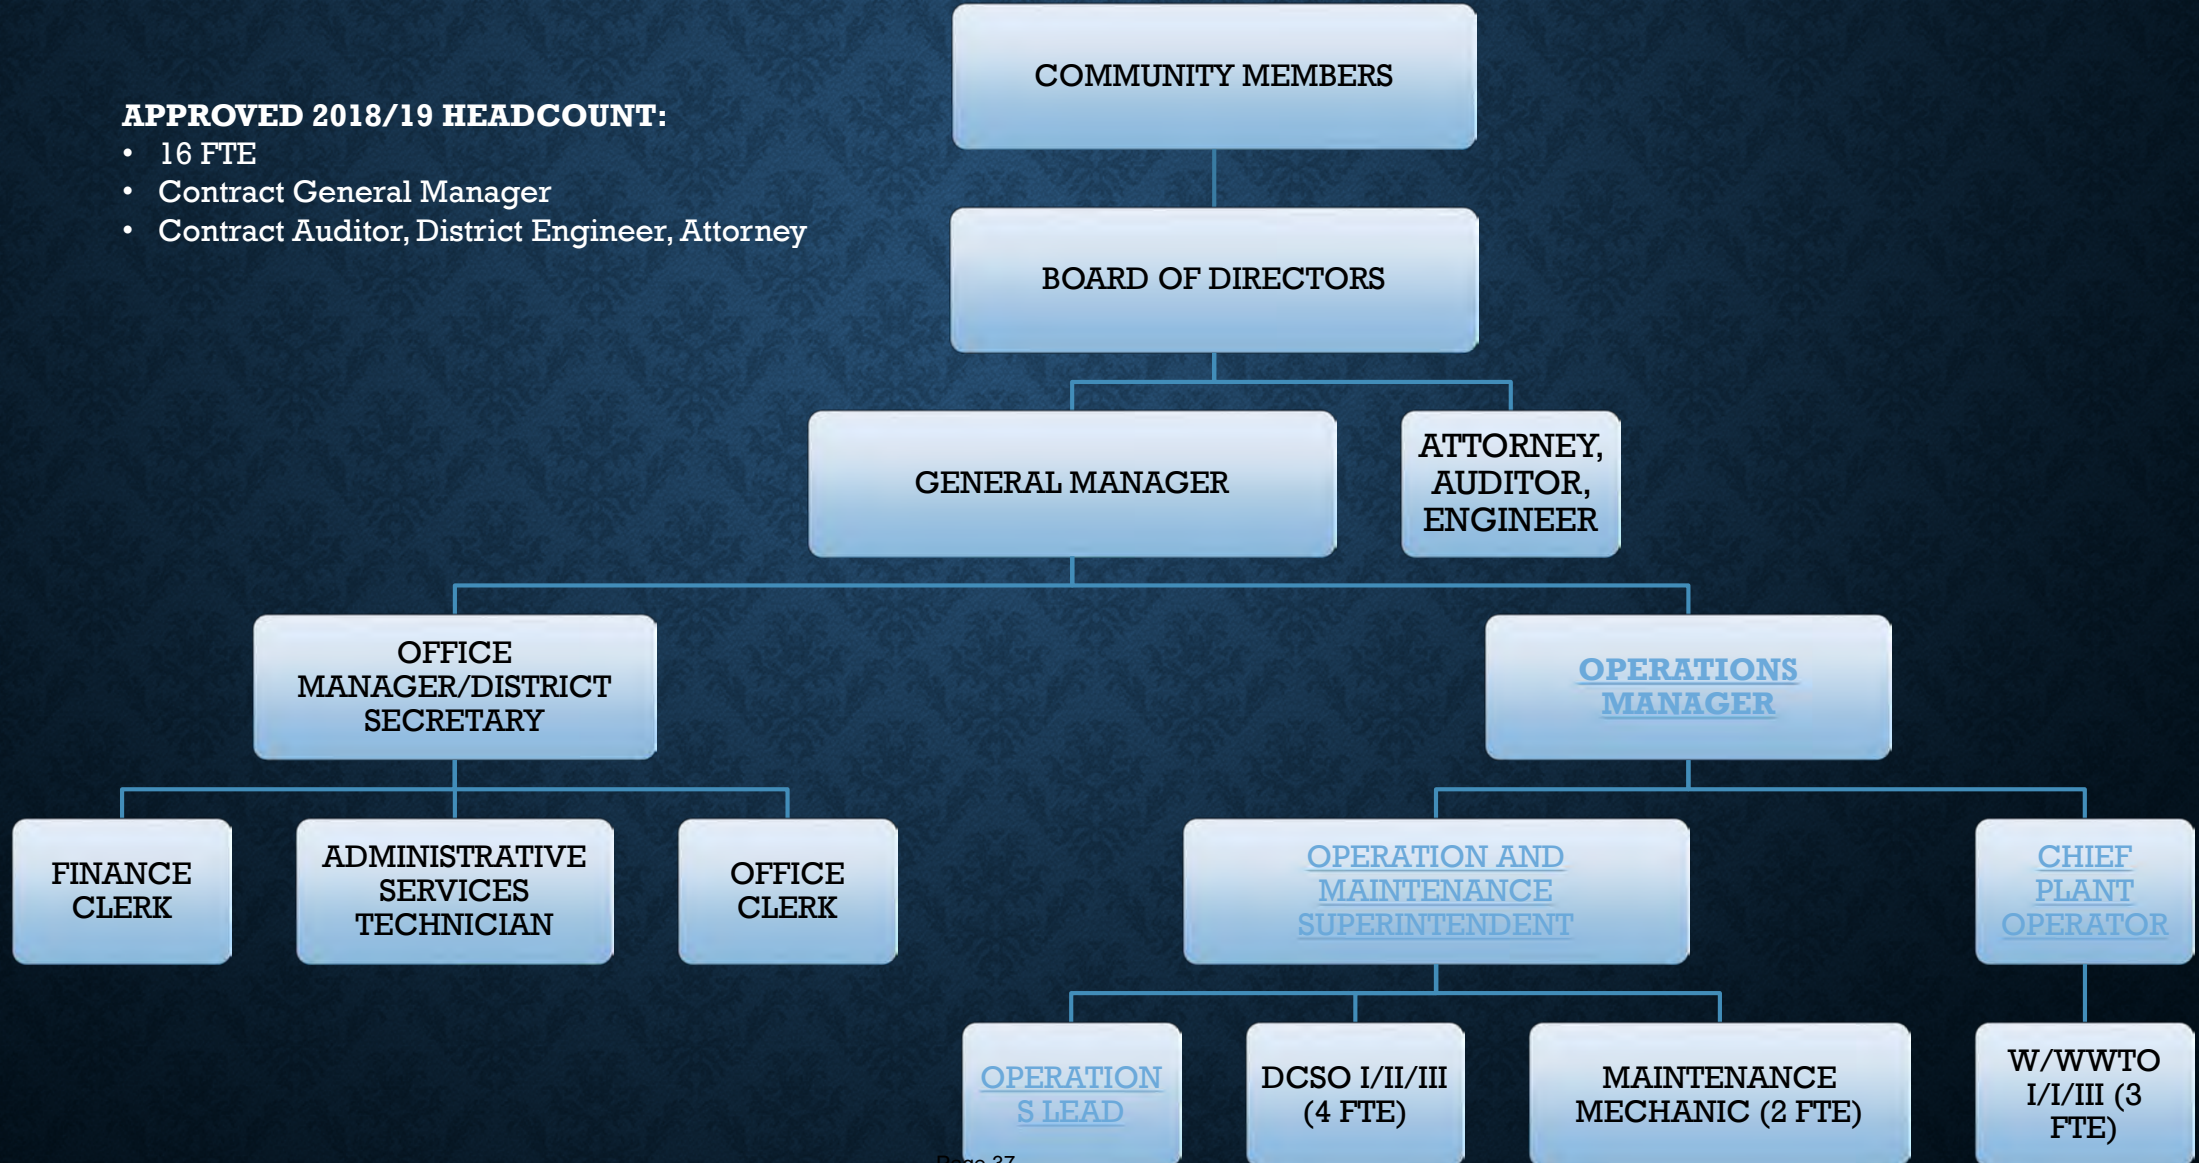 COMMUNITY MEMBERS
APPROVED 2018/19 HEADCOUNT:
• 16 FTE
• Contract General Manager
• Contract Auditor, District Engineer, Attorney
BOARD OF DIRECTORS
GENERAL MANAGER
ATTORNEY,
AUDITOR,
ENGINEER
OFFICE
MANAGER/DISTRICT
SECRETARY
OPERATIONS
MANAGER
FINANCE
CLERK
ADMINISTRATIVE
SERVICES
TECHNICIAN
OFFICE
CLERK
OPERATION AND
MAINTENANCE
SUPERINTENDENT
CHIEF
PLANT
OPERATOR
OPERATION
S LEAD
DCSO I/II/III
(4 FTE)
MAINTENANCE
MECHANIC (2 FTE)
W/WWTO
I/I/III (3
FTE)
Page 37